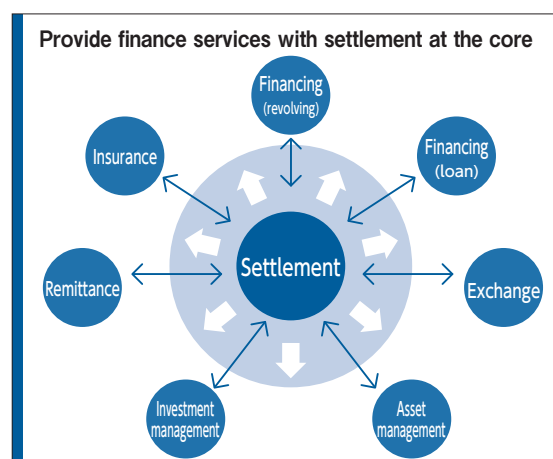 Provide finance services with settlement at the core
Financing
(revolving)
Insurance
Financing
(loan)
Settlement
Remittance
Exchange
Investment
management
Asset
management